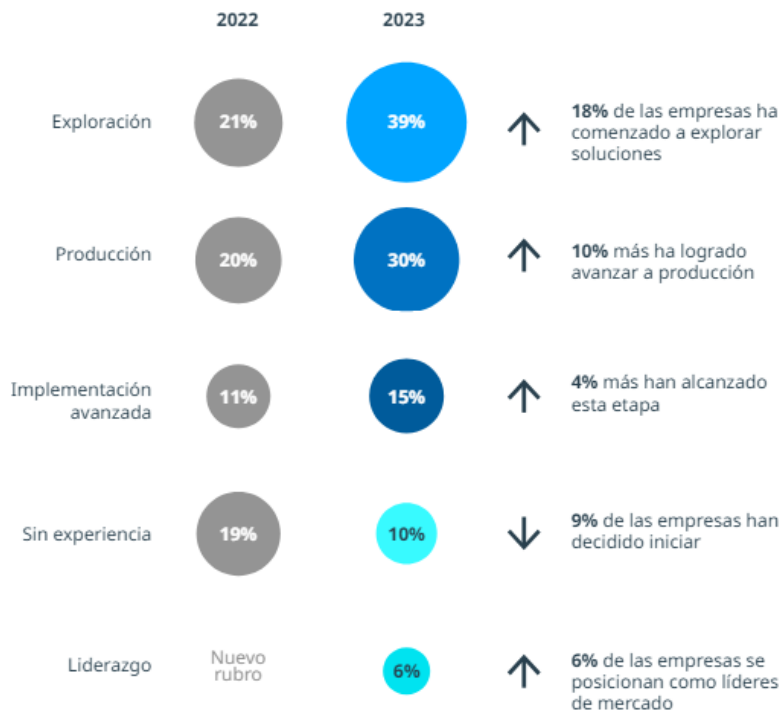 2022 2023
Exploración 21% 39% 18% de las empresas ha
comenzado a explorar
soluciones
Producción 20% 30% 10% más ha logrado
avanzar a producción
Implementación
avanzada 11% 15% 4% más han alcanzado
esta etapa
Sin experiencia 19% 10% 9% de las empresas han
decidido iniciar
Liderazgo Nuevo
rubro 6% 6% de las empresas se
posicionan como líderes
de mercado